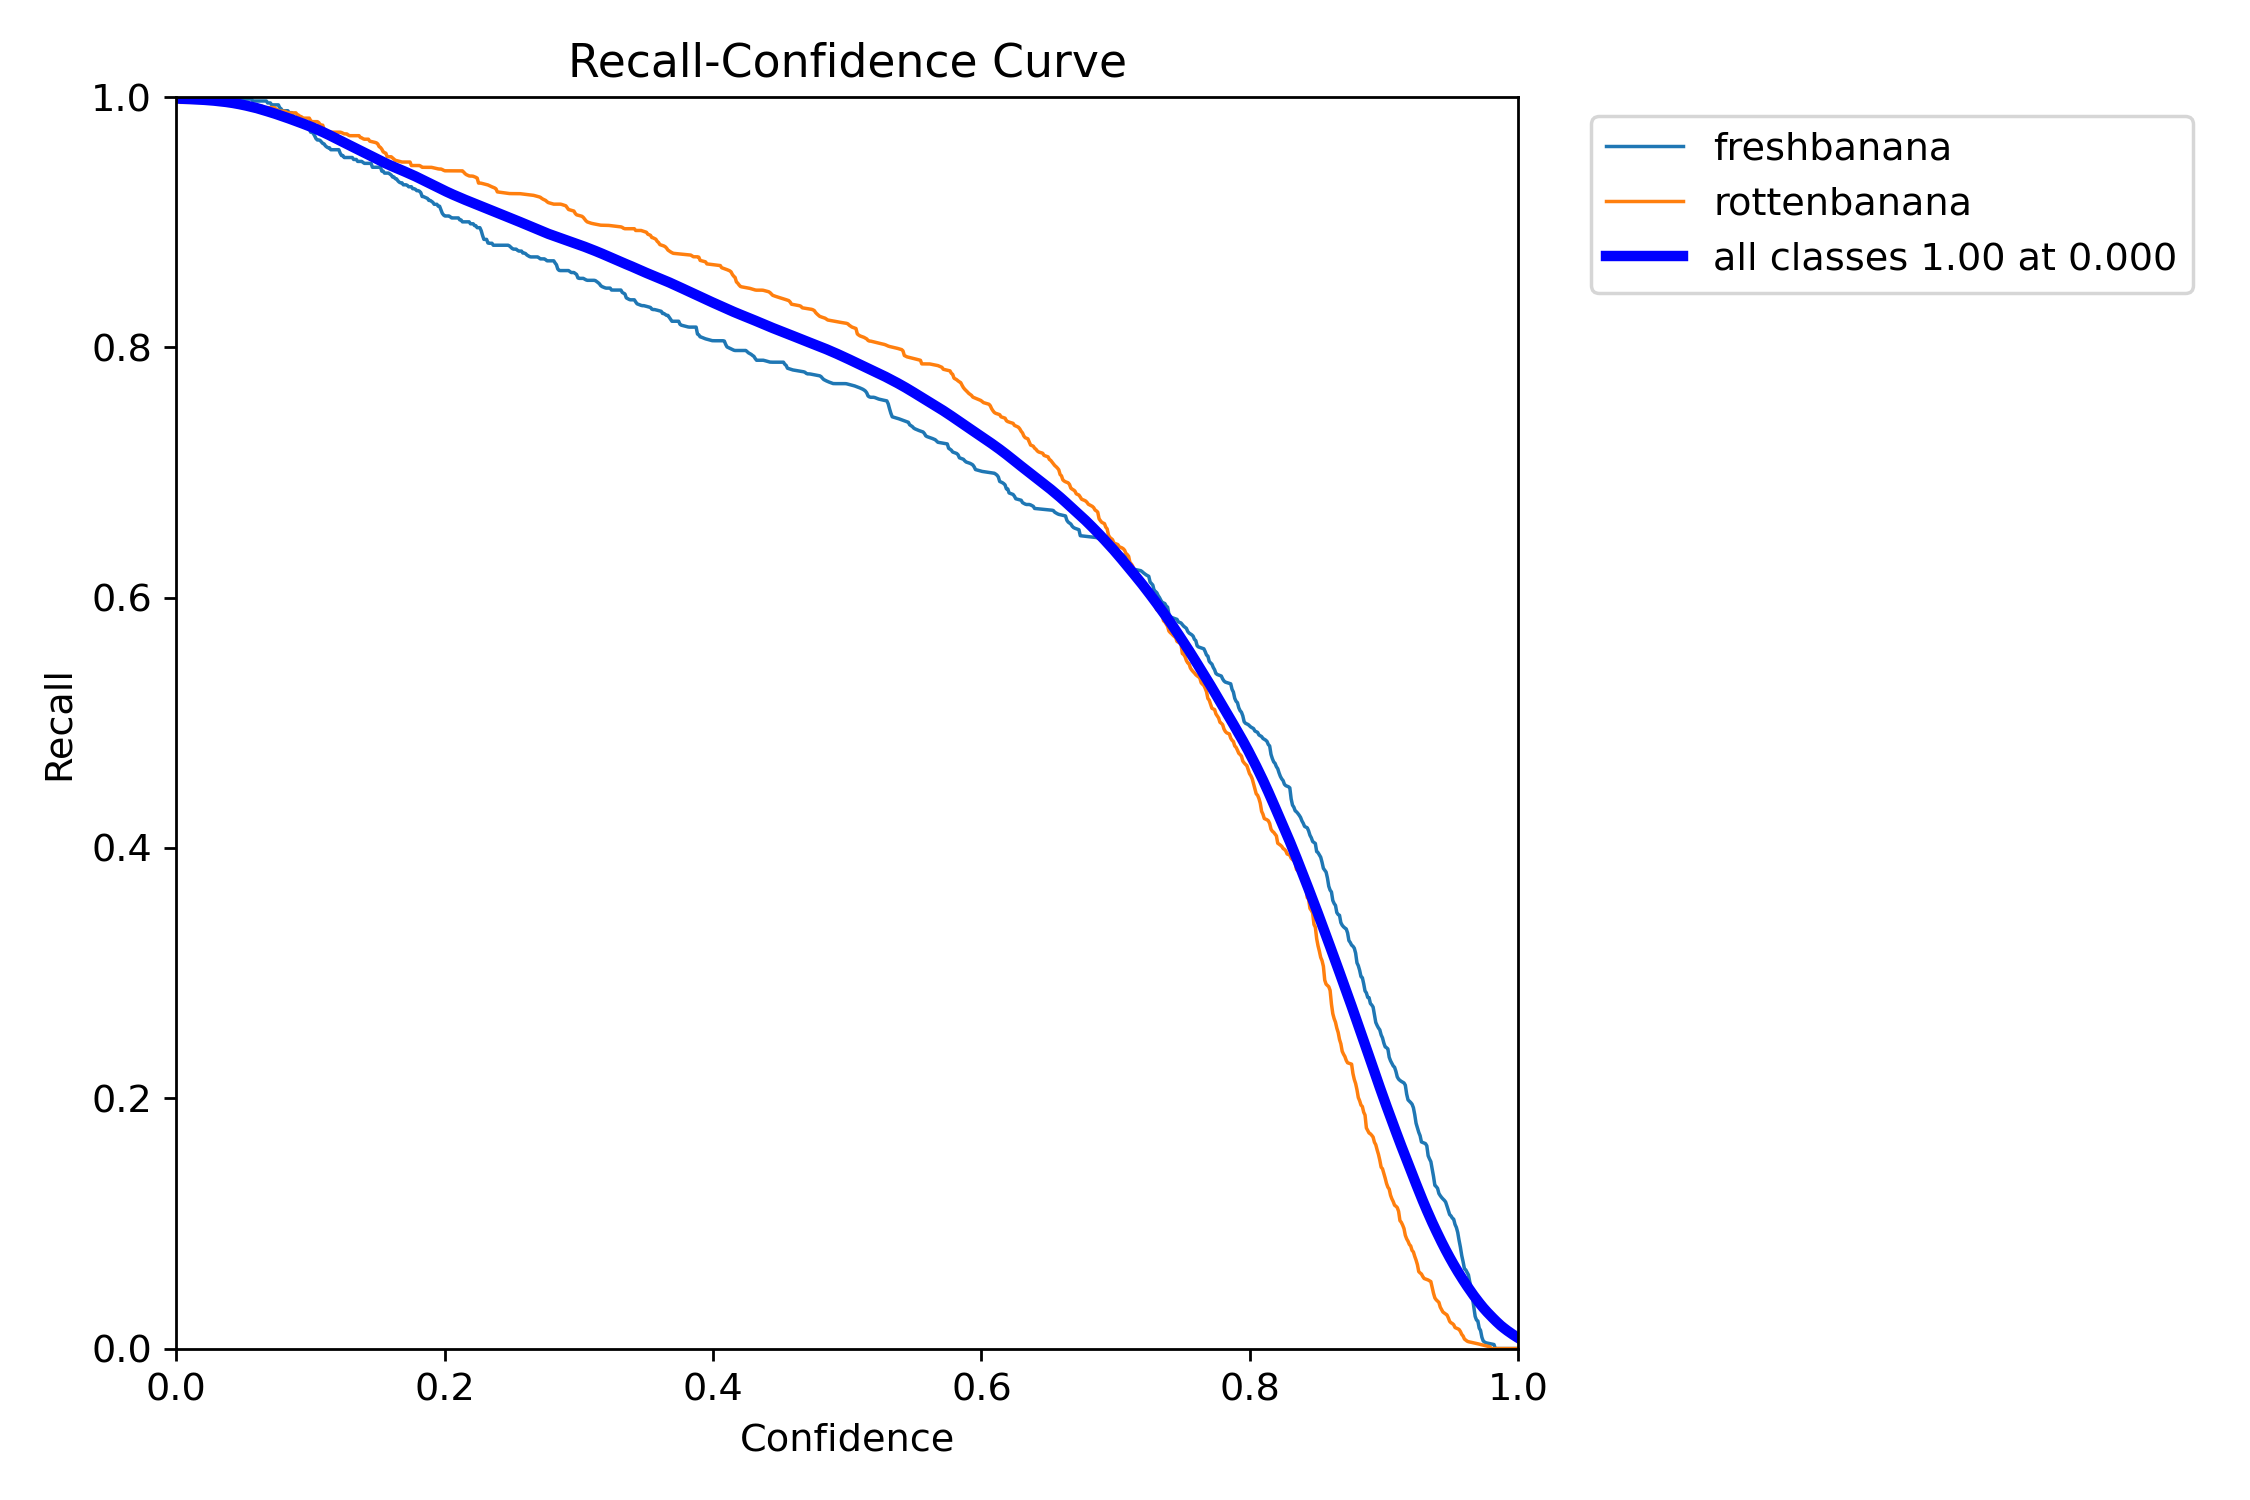 Recall-Confidence Curve
1.0
0.8
0.6
0.4
0.2
0.0
Recall
0.0 0.2 0.4 0.6 0.8 1.0
Confidence
freshbanana
rottenbanana
all classes 1.00 at 0.000